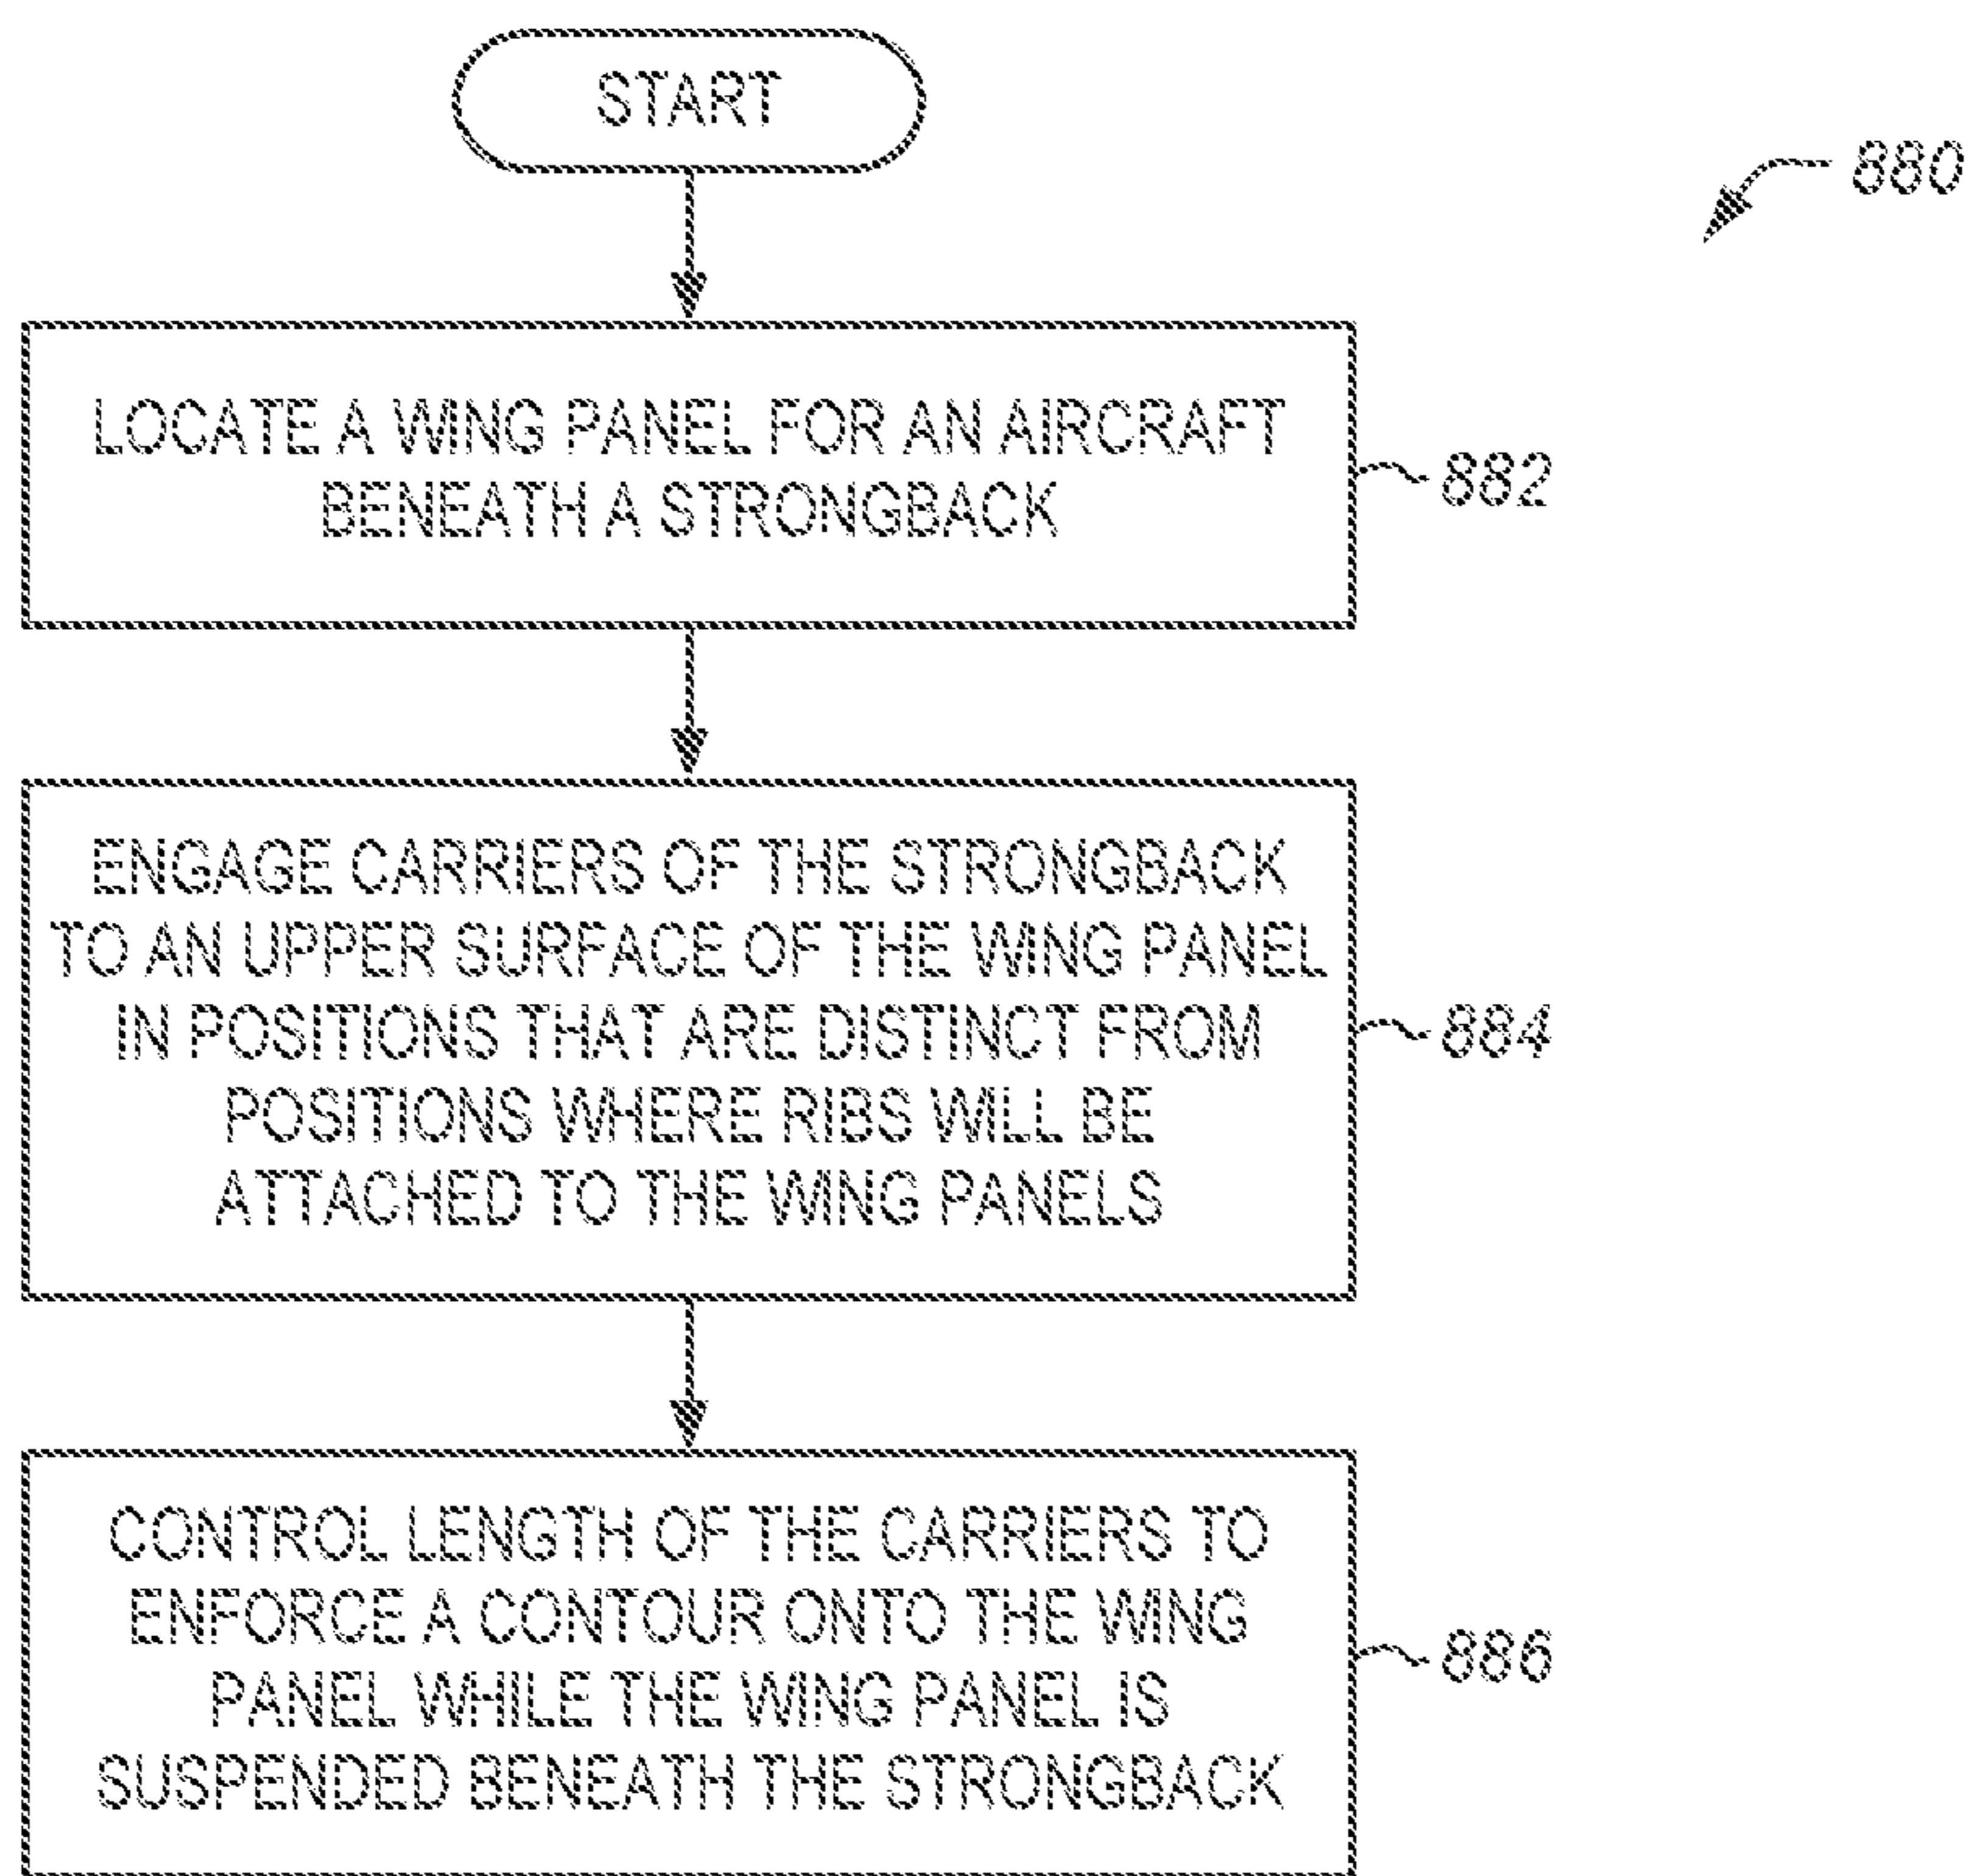 START
880
LOCATE A WING PANEL FOR AN AIRCRAFT
BENEATH A STRONGBACK
882
ENGAGE CARRIERS OF THE STRONGBACK
TO AN UPPER SURFACE OF THE WING PANEL
IN POSITIONS THAT ARE DISTINCT FROM
POSITIONS WHERE RIBS WILL BE
ATTACHED TO THE WING PANELS
884
CONTROL LENGTH OF THE CARRIERS TO
ENFORCE A CONTOUR ONTO THE WING
PANEL WHILE THE WING PANEL IS
SUSPENDED BENEATH THE STRONGBACK
886